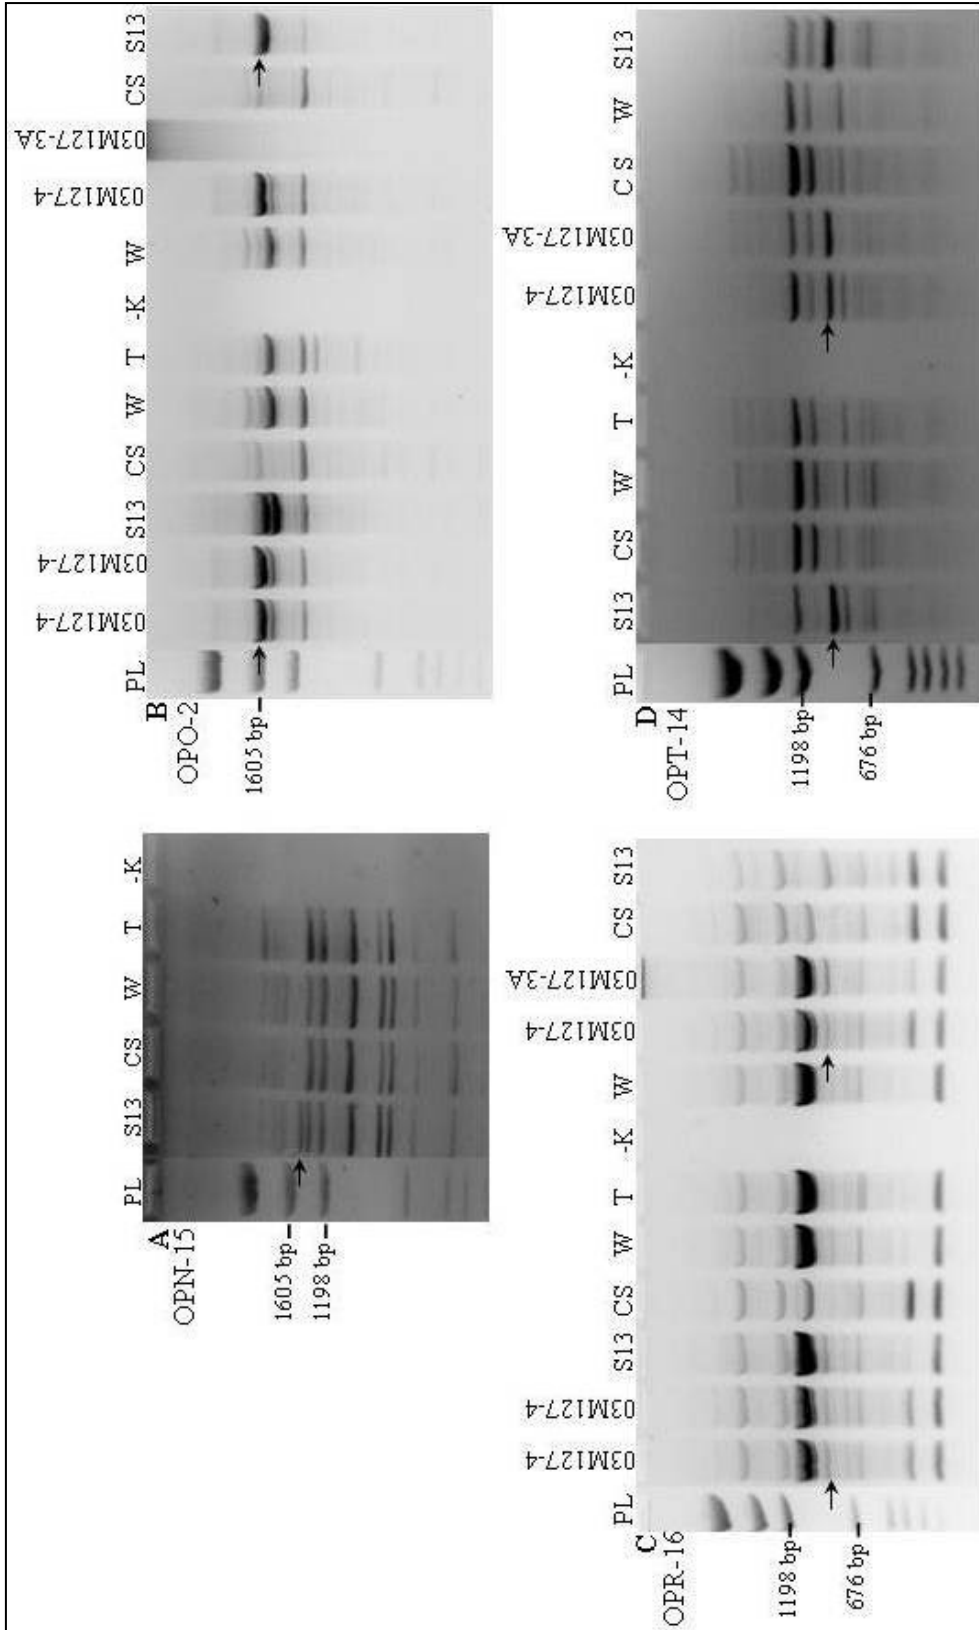 A
OPN-15
PL S13 CS W T -K
1605 bp
1198 bp
B
OPO-2
PL 03M127-4 03M127-4 S13 CS W T -K W 03M127-4 03M127-3A CS S13
1605 bp
C
OPR-16
PL 03M127-4 03M127-4 S13 CS W T -K W 03M127-4 03M127-3A CS S13
1198 bp
676 bp
D
OPT-14
PL S13 CS W T -K 03M127-4 03M127-3A C S W S13
1198 bp
676 bp